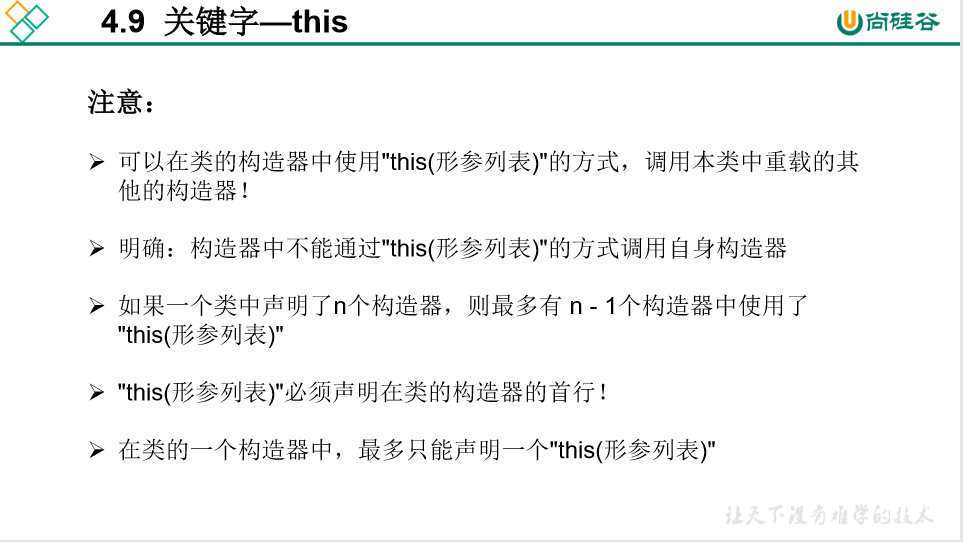 4.9 关键字—this
尚硅谷
注意：
➢ 可以在类的构造器中使用"this(形参列表)"的方式，调用本类中重载的其
他的构造器！
➢ 明确：构造器中不能通过"this(形参列表)"的方式调用自身构造器
➢ 如果一个类中声明了n个构造器，则最多有 n - 1个构造器中使用了
"this(形参列表)"
➢ "this(形参列表)"必须声明在类的构造器的首行！
➢ 在类的一个构造器中，最多只能声明一个"this(形参列表)"
让天下没有难学的技术